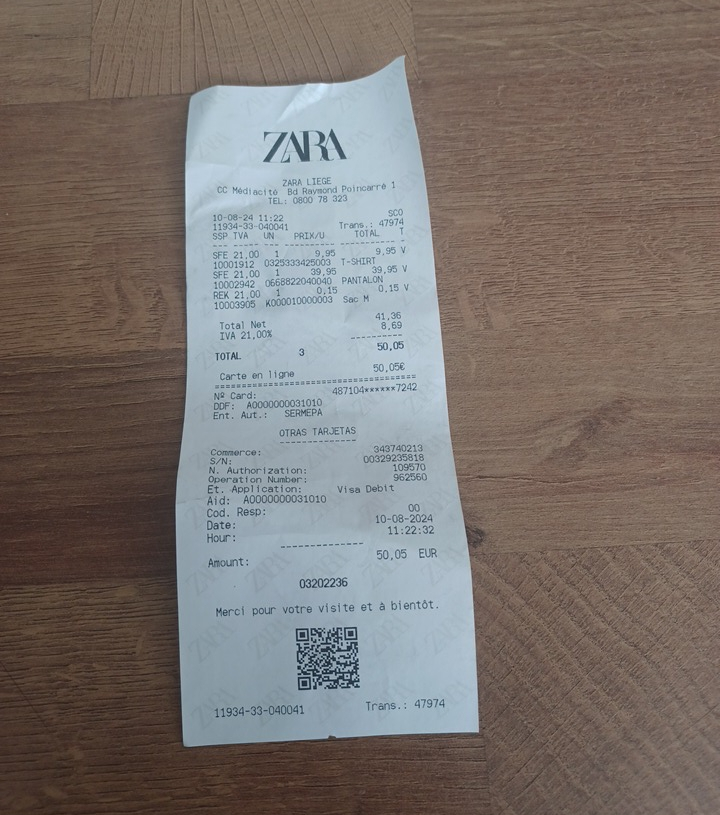 ZARA
ZARA LIEGE
CC Médiacité Bd Raymond Poincarré 1
TEL: 0800 78 323
10-08-24 11:22 SCO
11934-33-040041 Trans.: 47974
SSP TVA UN PRIX/U TOTAL T
SFE 21,00 1 9,95 9,95 V
10001912 0325333425003 T-SHIRT
SFE 21,00 1 39,95 39,95 V
10002942 0668822040040 PANTALON
REK 21,00 1 0,15 0,15 V
10003905 K000010000003 Sac M
Total Net 41,36
IVA 21,00% 8,69
TOTAL 3 50,05
Carte en ligne 50,05€
Nº Card: 487104******7242
DDF: A0000000031010
Ent. Aut.: SERMEPA
OTRAS TARJETAS
Commerce: 343740213
S/N: 00329235818
N. Authorization: 109570
Operation Number: 962560
Et. Application: Visa Debit
Aid: A0000000031010
Cod. Resp: 00
Date: 10-08-2024
Hour: 11:22:32
Amount: 50,05 EUR
03202236
Merci pour votre visite et à bientôt.
11934-33-040041 Trans.: 47974